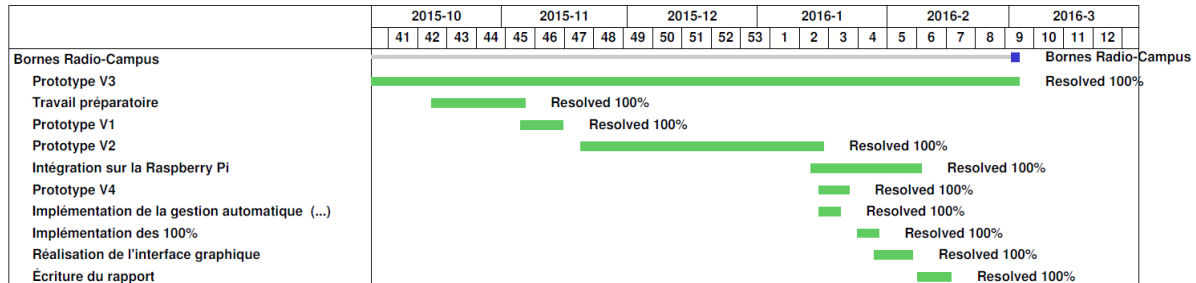 2015-10 2015-11 2015-12 2016-1 2016-2 2016-3
41 42 43 44 45 46 47 48 49 50 51 52 53 1 2 3 4 5 6 7 8 9 10 11 12
Bornes Radio-Campus Bornes Radio-Campus
Prototype V3 Resolved 100%
Travail préparatoire Resolved 100%
Prototype V1 Resolved 100%
Prototype V2 Resolved 100%
Intégration sur la Raspberry Pi Resolved 100%
Prototype V4 Resolved 100%
Implémentation de la gestion automatique (...) Resolved 100%
Implémentation des 100% Resolved 100%
Réalisation de l'interface graphique Resolved 100%
Écriture du rapport Resolved 100%